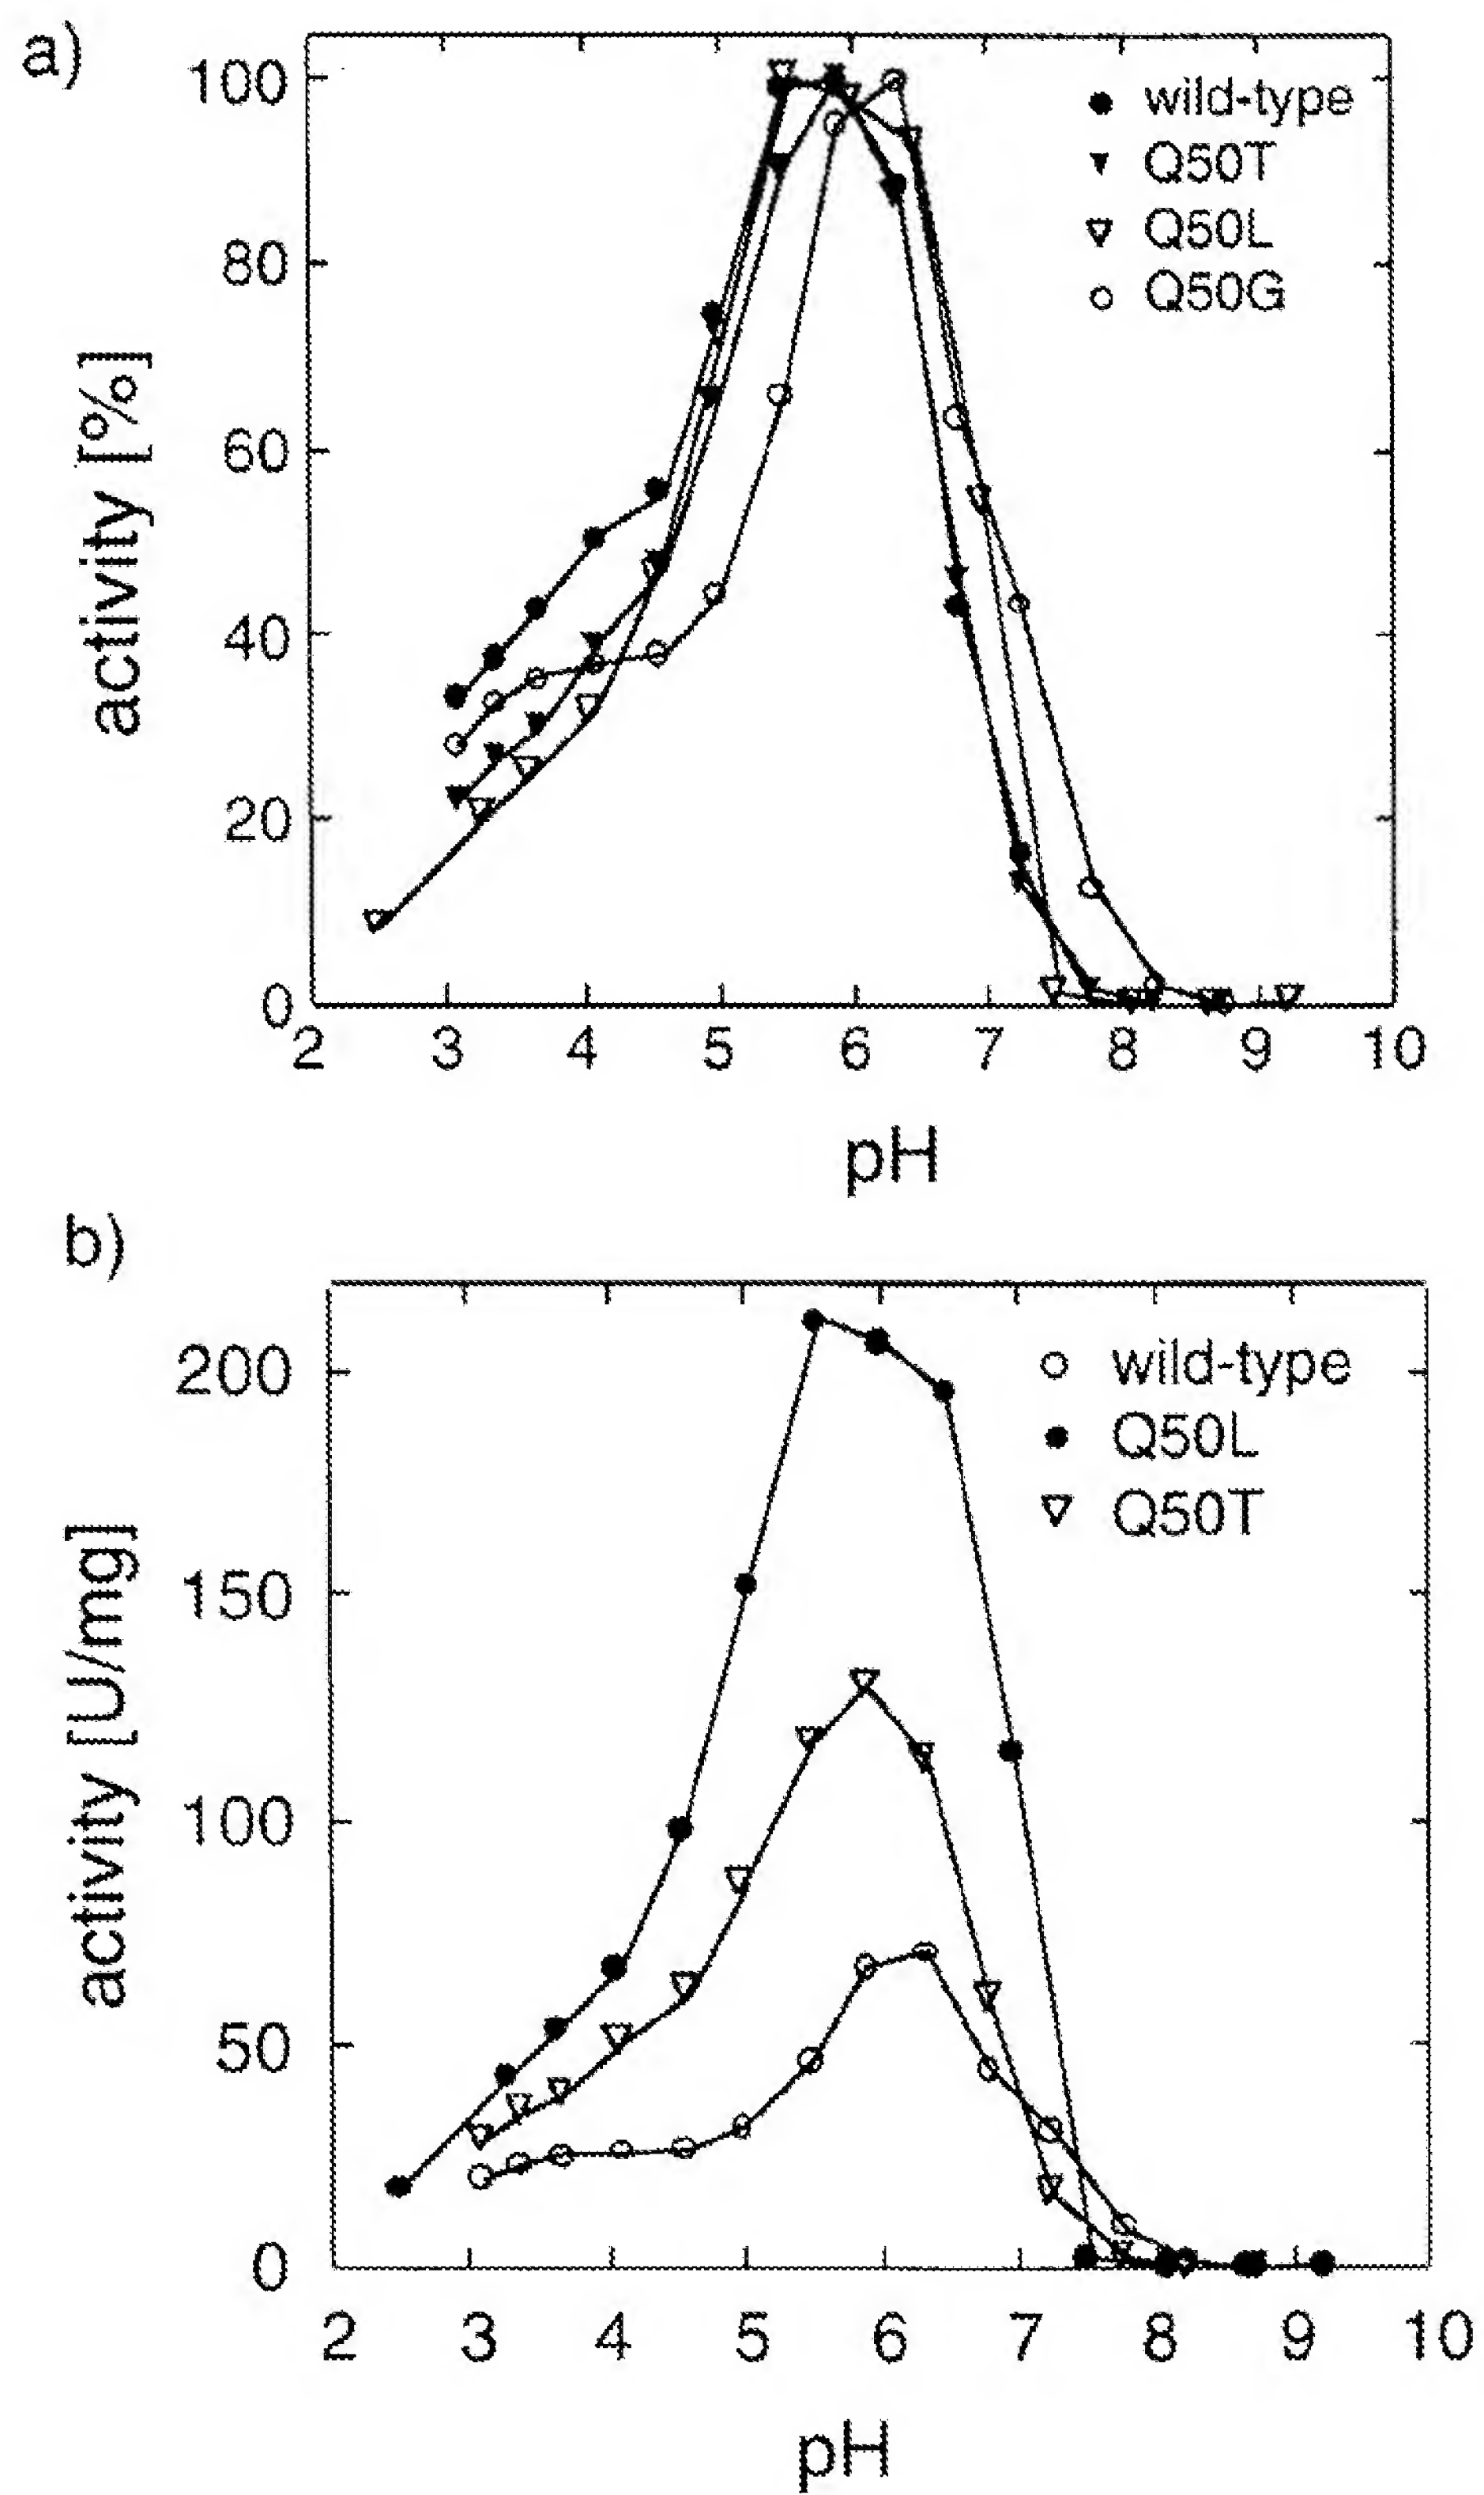 a)
100
80
60
40
20
0
activity [%]
wild-type
Q50T
Q50L
Q50G
2 3 4 5 6 7 8 9 10
pH
b)
200
150
100
50
0
activity [U/mg]
wild-type
Q50L
Q50T
2 3 4 5 6 7 8 9 10
pH